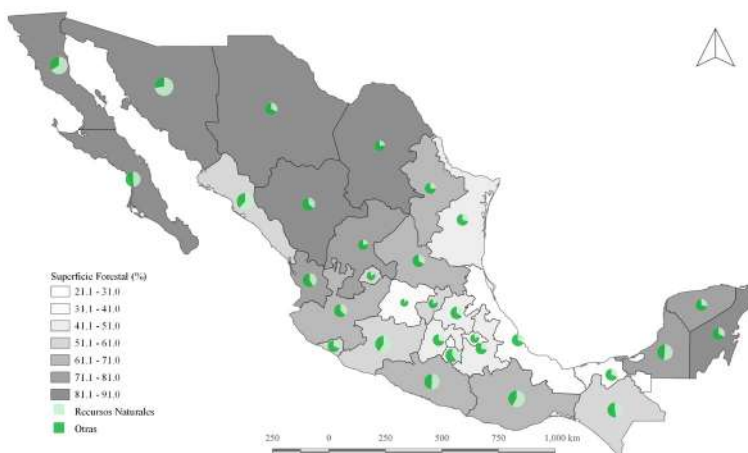 Superficie Forestal (%)
21.1 - 31.0
31.1 - 41.0
41.1 - 51.0
51.1 - 61.0
61.1 - 71.0
71.1 - 81.0
81.1 - 91.0
Recursos Naturales
Otras
250 0 250 500 750 1,000 km